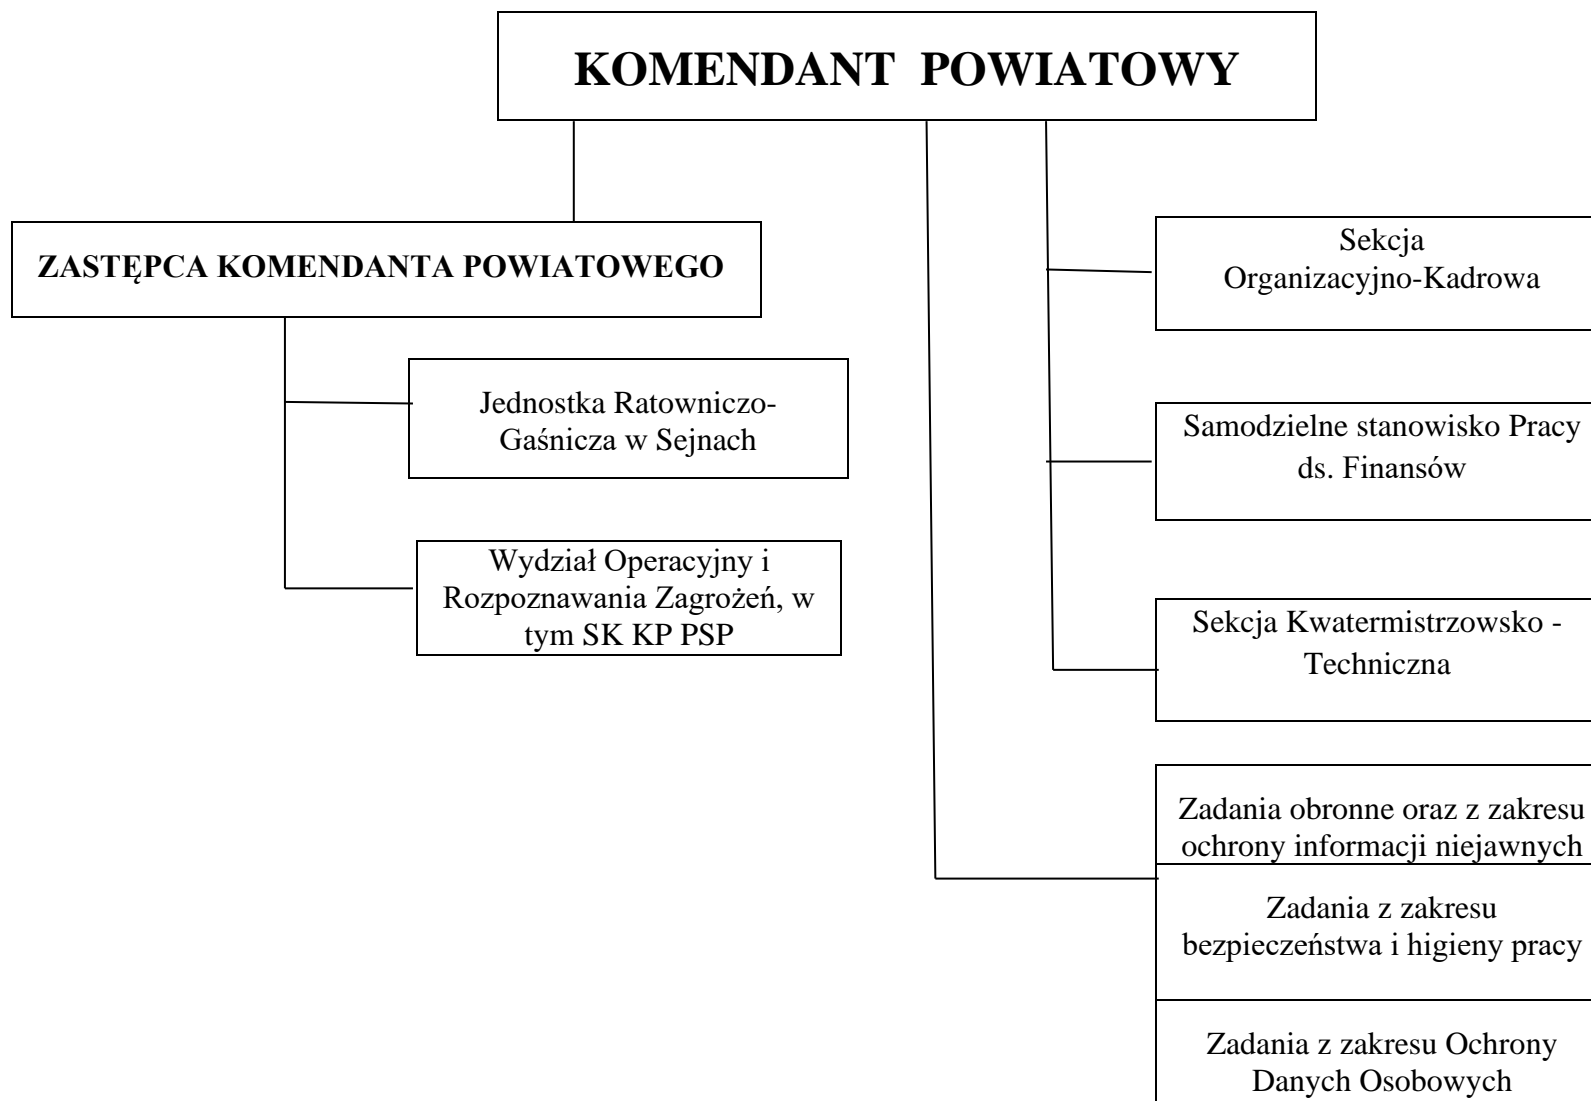 KOMENDANT POWIATOWY
ZASTĘPCA KOMENDANTA POWIATOWEGO
Jednostka Ratowniczo-
Gaśnicza w Sejnach
Wydział Operacyjny i
Rozpoznawania Zagrożeń, w
tym SK KP PSP
Sekcja
Organizacyjno-Kadrowa
Samodzielne stanowisko Pracy
ds. Finansów
Sekcja Kwatermistrzowsko -
Techniczna
Zadania obronne oraz z zakresu
ochrony informacji niejawnych
Zadania z zakresu
bezpieczeństwa i higieny pracy
Zadania z zakresu Ochrony
Danych Osobowych